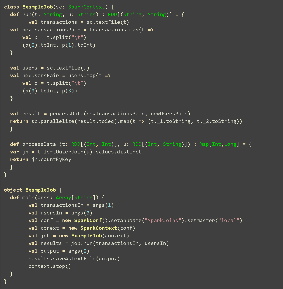 class ExampleJob(sc: SparkContext) {
def run(t: String, u: String) : RDD[(String, String)] = {
val transactions = sc.textFile(t)
val newTransactionsPair = transactions.map{t =>
val p = t.split("\t")
(p(2).toInt, p(1).toInt)
}
val users = sc.textFile(u)
val newUsersPair = users.map{t =>
val p = t.split("\t")
(p(0).toInt, p(3))
}
val result = processData(newTransactionsPair, newUsersPair)
return sc.parallelize(result.toSeq).map(t => (t._1.toString, t._2.toString))
}
def processData (t: RDD[(Int, Int)], u: RDD[(Int, String)]) : Map[Int,Long] = {
var jn = t.leftOuterJoin(u).values.distinct
return jn.countByKey
}
}
object ExampleJob {
def main(args: Array[String]) {
val transactionsIn = args(1)
val usersIn = args(0)
val conf = new SparkConf().setAppName("SparkJoins").setMaster("local")
val context = new SparkContext(conf)
val job = new ExampleJob(context)
val results = job.run(transactionsIn, usersIn)
val output = args(2)
results.saveAsTextFile(output)
context.stop()
}
}